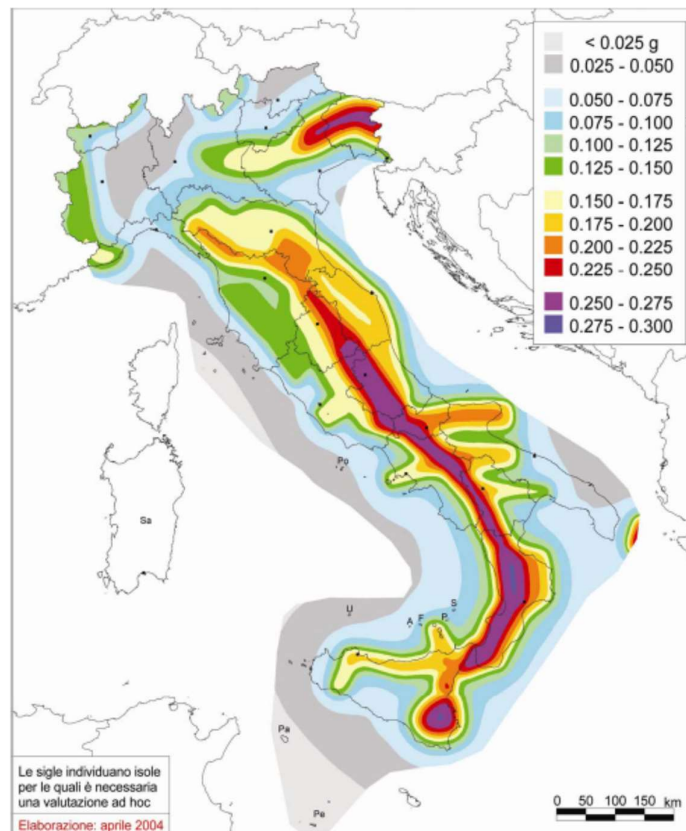 < 0.025 g
0.025 - 0.050
0.050 - 0.075
0.075 - 0.100
0.100 - 0.125
0.125 - 0.150
0.150 - 0.175
0.175 - 0.200
0.200 - 0.225
0.225 - 0.250
0.250 - 0.275
0.275 - 0.300
Po
Sa
U
A F P S
Pa
Pe
Le sigle individuano isole
per le quali è necessaria
una valutazione ad hoc
Elaborazione: aprile 2004
0 50 100 150 km